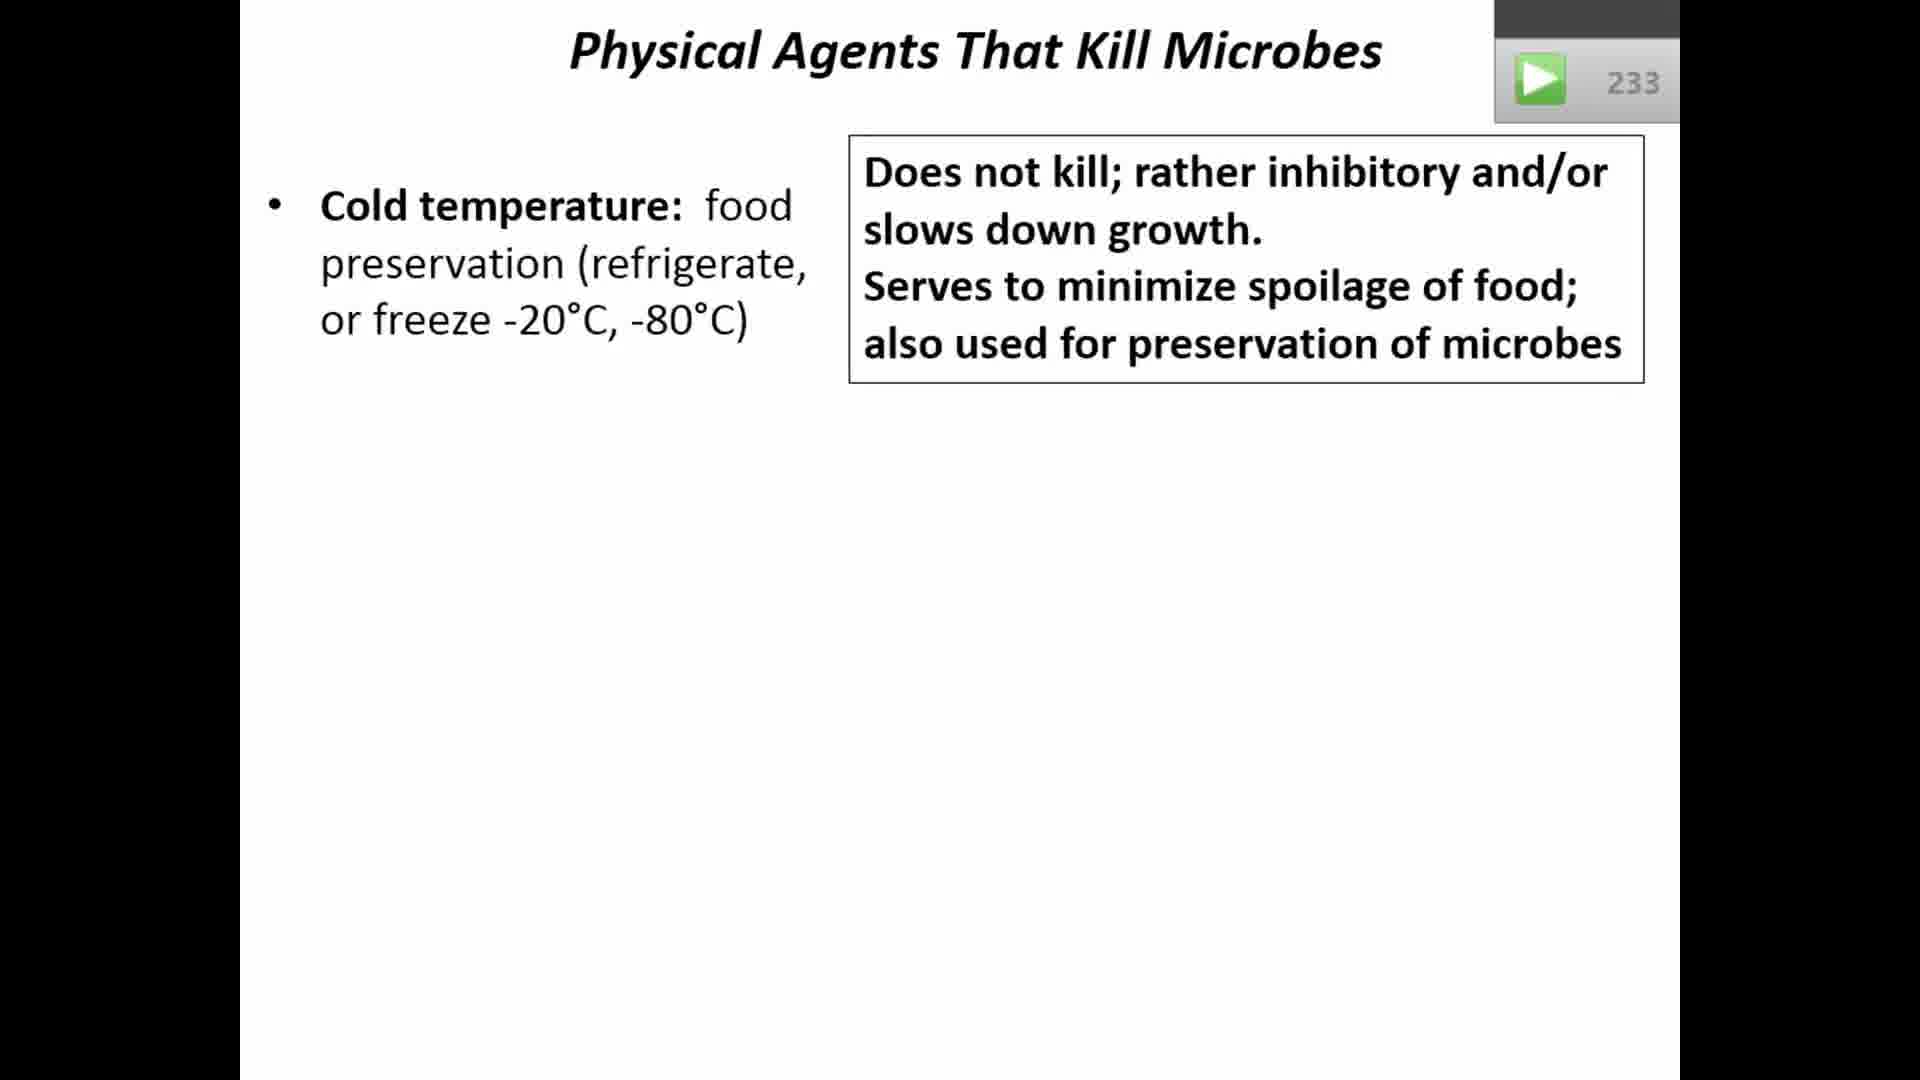 Physical Agents That Kill Microbes
233
• Cold temperature: food
preservation (refrigerate,
or freeze -20°C, -80°C)
Does not kill; rather inhibitory and/or
slows down growth.
Serves to minimize spoilage of food;
also used for preservation of microbes